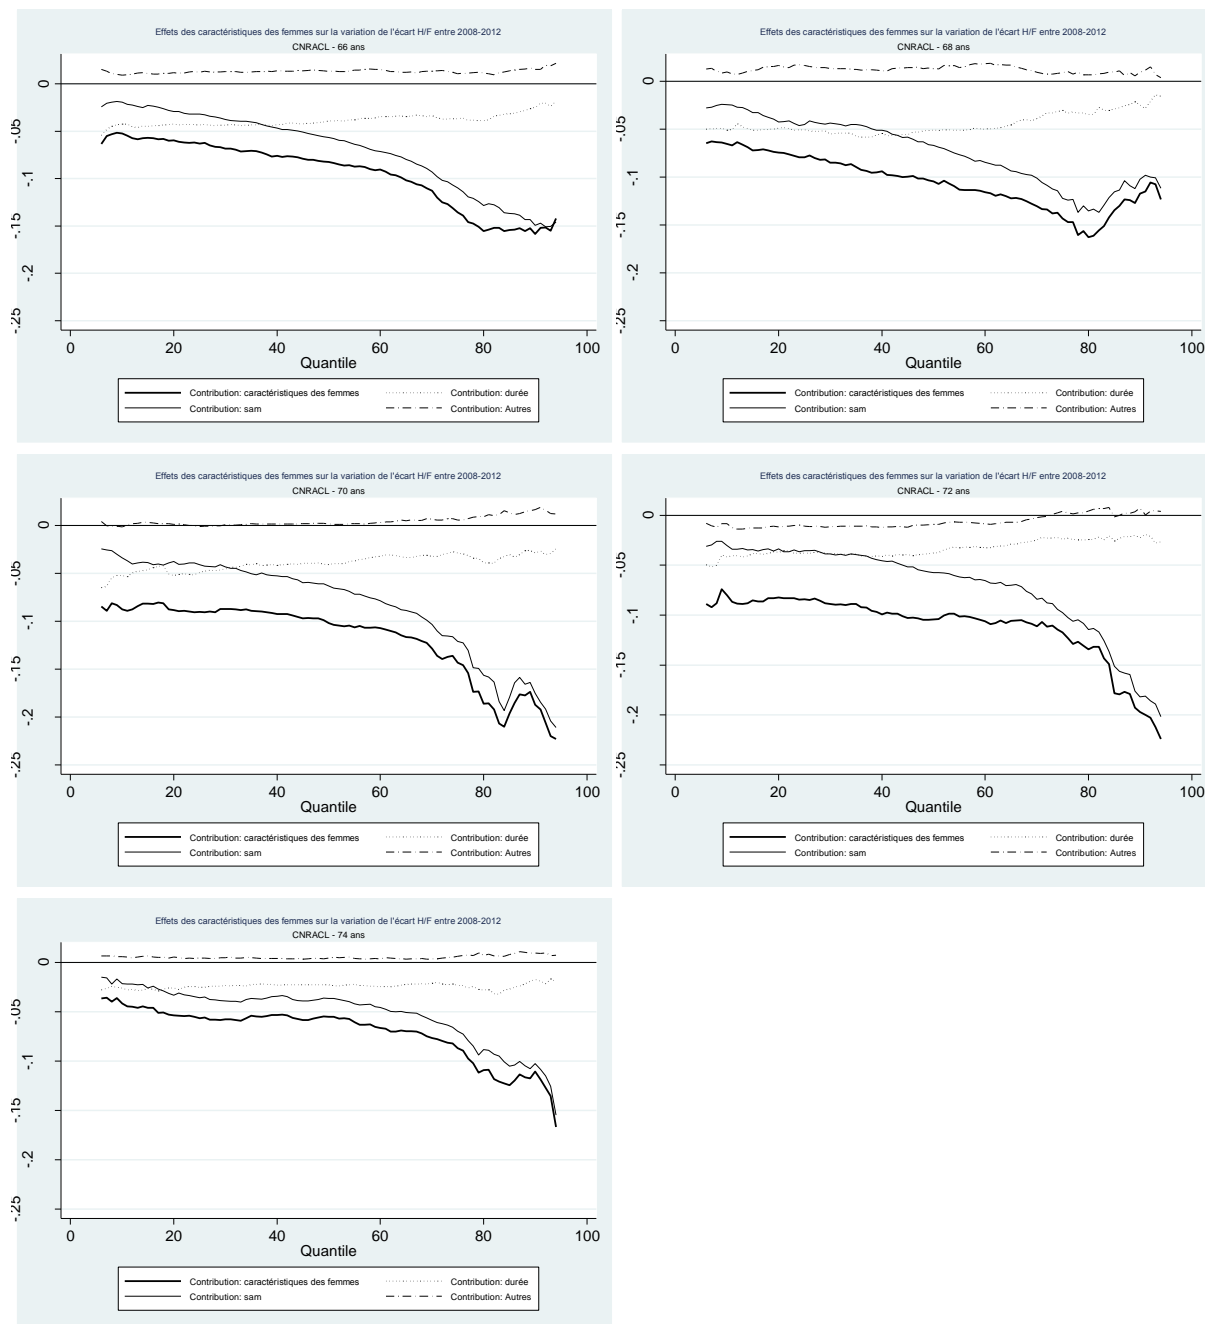 Effets des caractéristiques des femmes sur la variation de l'écart H/F entre 2008-2012
CNRACL - 66 ans
0
-.05
-.1
-.15
-.2
-.25
0 20 40 60 80 100
Quantile
Contribution: caractéristiques des femmes Contribution: durée
Contribution: sam Contribution: Autres
Effets des caractéristiques des femmes sur la variation de l'écart H/F entre 2008-2012
CNRACL - 68 ans
0
-.05
-.1
-.15
-.2
-.25
0 20 40 60 80 100
Quantile
Contribution: caractéristiques des femmes Contribution: durée
Contribution: sam Contribution: Autres
Effets des caractéristiques des femmes sur la variation de l'écart H/F entre 2008-2012
CNRACL - 70 ans
0
-.05
-.1
-.15
-.2
-.25
0 20 40 60 80 100
Quantile
Contribution: caractéristiques des femmes Contribution: durée
Contribution: sam Contribution: Autres
Effets des caractéristiques des femmes sur la variation de l'écart H/F entre 2008-2012
CNRACL - 72 ans
0
-.05
-.1
-.15
-.2
-.25
0 20 40 60 80 100
Quantile
Contribution: caractéristiques des femmes Contribution: durée
Contribution: sam Contribution: Autres
Effets des caractéristiques des femmes sur la variation de l'écart H/F entre 2008-2012
CNRACL - 74 ans
0
-.05
-.1
-.15
-.2
-.25
0 20 40 60 80 100
Quantile
Contribution: caractéristiques des femmes Contribution: durée
Contribution: sam Contribution: Autres